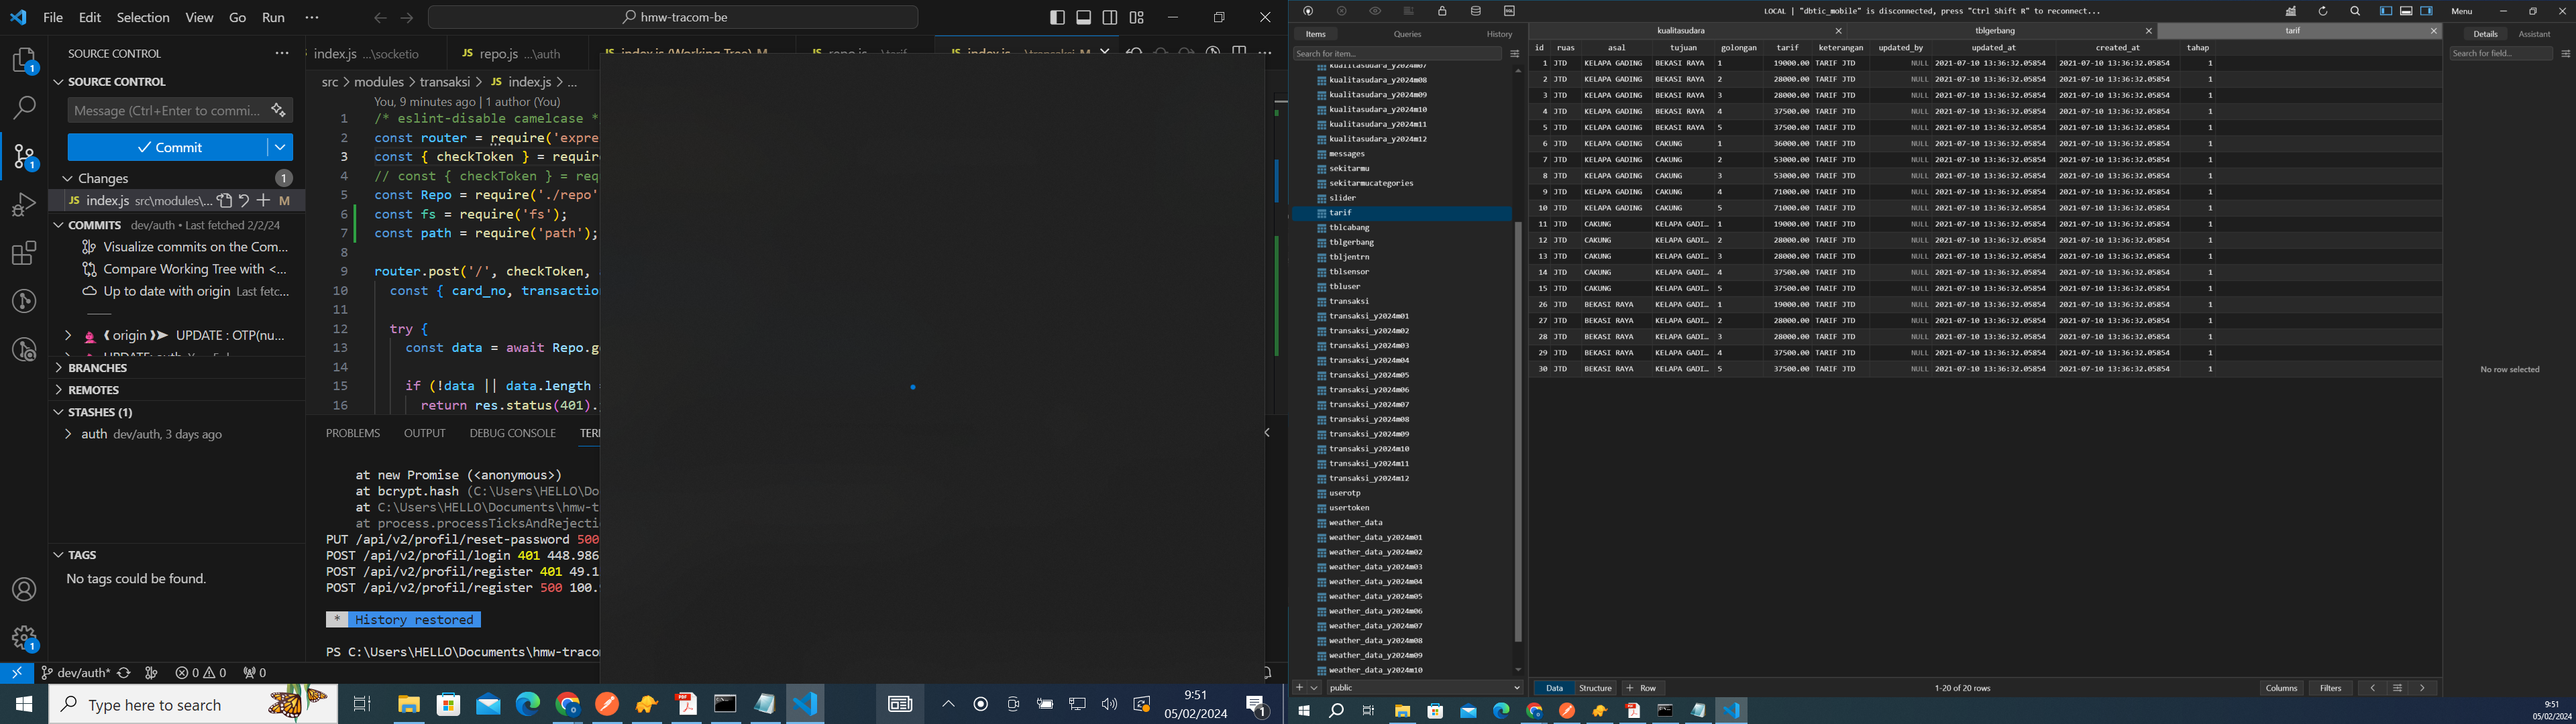 File Edit Selection View Go Run ···
hmw-tracom-be
SOURCE CONTROL ···
SOURCE CONTROL
Message (Ctrl+Enter to commi...
Commit
Changes 1
JS index.js src\modules\... M
COMMITS dev/auth • Last fetched 2/2/24
Visualize commits on the Com...
Compare Working Tree with <...
Up to date with origin Last fetc...
origin UPDATE : OTP(nu...
BRANCHES
REMOTES
STASHES (1)
auth dev/auth, 3 days ago
TAGS
No tags could be found.
index.js ...\socketio
JS repo.js ...\auth
src > modules > transaksi > JS index.js > ...
You, 9 minutes ago | 1 author (You)
1 /* eslint-disable camelcase *
2 const router = require('expre
3 const { checkToken } = require
4 // const { checkToken } = requ
5 const Repo = require('./repo'
6 const fs = require('fs');
7 const path = require('path');
8
9 router.post('/', checkToken,
10 const { card_no, transaction
11
12 try {
13 const data = await Repo.g
14
15 if (!data || data.length
16 return res.status(401).
PROBLEMS OUTPUT DEBUG CONSOLE TERI
at new Promise (<anonymous>)
at bcrypt.hash (C:\Users\HELLO\Do
at C:\Users\HELLO\Documents\hmw-t
at process.processTicksAndRejecti
PUT /api/v2/profil/reset-password 500
POST /api/v2/profil/login 401 448.986
POST /api/v2/profil/register 401 49.1
POST /api/v2/profil/register 500 100.
* History restored
PS C:\Users\HELLO\Documents\hmw-tracom
dev/auth* 0 0 0
Type here to search
9:51
05/02/2024
1
LOCAL | "dbtic_mobile" is disconnected, press "Ctrl Shift R" to reconnect...
Menu
Items Queries History
Search for item...
kualitasudara_y2024m07
kualitasudara_y2024m08
kualitasudara_y2024m09
kualitasudara_y2024m10
kualitasudara_y2024m11
kualitasudara_y2024m12
messages
sekitarmu
sekitarmucategories
slider
tarif
tblcabang
tblgerbang
tbljentrn
tblsensor
tbluser
transaksi
transaksi_y2024m01
transaksi_y2024m02
transaksi_y2024m03
transaksi_y2024m04
transaksi_y2024m05
transaksi_y2024m06
transaksi_y2024m07
transaksi_y2024m08
transaksi_y2024m09
transaksi_y2024m10
transaksi_y2024m11
transaksi_y2024m12
userotp
usertoken
weather_data
weather_data_y2024m01
weather_data_y2024m02
weather_data_y2024m03
weather_data_y2024m04
weather_data_y2024m05
weather_data_y2024m06
weather_data_y2024m07
weather_data_y2024m08
weather_data_y2024m09
weather_data_y2024m10
public
kualitasudara tblgerbang tarif
id ruas asal tujuan golongan tarif keterangan updated_by updated_at created_at tahap
1 JTD KELAPA GADING BEKASI RAYA 1 19000.00 TARIF JTD NULL 2021-07-10 13:36:32.05854 2021-07-10 13:36:32.05854 1
2 JTD KELAPA GADING BEKASI RAYA 2 28000.00 TARIF JTD NULL 2021-07-10 13:36:32.05854 2021-07-10 13:36:32.05854 1
3 JTD KELAPA GADING BEKASI RAYA 3 28000.00 TARIF JTD NULL 2021-07-10 13:36:32.05854 2021-07-10 13:36:32.05854 1
4 JTD KELAPA GADING BEKASI RAYA 4 37500.00 TARIF JTD NULL 2021-07-10 13:36:32.05854 2021-07-10 13:36:32.05854 1
5 JTD KELAPA GADING BEKASI RAYA 5 37500.00 TARIF JTD NULL 2021-07-10 13:36:32.05854 2021-07-10 13:36:32.05854 1
6 JTD KELAPA GADING CAKUNG 1 36000.00 TARIF JTD NULL 2021-07-10 13:36:32.05854 2021-07-10 13:36:32.05854 1
7 JTD KELAPA GADING CAKUNG 2 53000.00 TARIF JTD NULL 2021-07-10 13:36:32.05854 2021-07-10 13:36:32.05854 1
8 JTD KELAPA GADING CAKUNG 3 53000.00 TARIF JTD NULL 2021-07-10 13:36:32.05854 2021-07-10 13:36:32.05854 1
9 JTD KELAPA GADING CAKUNG 4 71000.00 TARIF JTD NULL 2021-07-10 13:36:32.05854 2021-07-10 13:36:32.05854 1
10 JTD KELAPA GADING CAKUNG 5 71000.00 TARIF JTD NULL 2021-07-10 13:36:32.05854 2021-07-10 13:36:32.05854 1
11 JTD CAKUNG KELAPA GADI... 1 19000.00 TARIF JTD NULL 2021-07-10 13:36:32.05854 2021-07-10 13:36:32.05854 1
12 JTD CAKUNG KELAPA GADI... 2 28000.00 TARIF JTD NULL 2021-07-10 13:36:32.05854 2021-07-10 13:36:32.05854 1
13 JTD CAKUNG KELAPA GADI... 3 28000.00 TARIF JTD NULL 2021-07-10 13:36:32.05854 2021-07-10 13:36:32.05854 1
14 JTD CAKUNG KELAPA GADI... 4 37500.00 TARIF JTD NULL 2021-07-10 13:36:32.05854 2021-07-10 13:36:32.05854 1
15 JTD CAKUNG KELAPA GADI... 5 37500.00 TARIF JTD NULL 2021-07-10 13:36:32.05854 2021-07-10 13:36:32.05854 1
26 JTD BEKASI RAYA KELAPA GADI... 1 19000.00 TARIF JTD NULL 2021-07-10 13:36:32.05854 2021-07-10 13:36:32.05854 1
27 JTD BEKASI RAYA KELAPA GADI... 2 28000.00 TARIF JTD NULL 2021-07-10 13:36:32.05854 2021-07-10 13:36:32.05854 1
28 JTD BEKASI RAYA KELAPA GADI... 3 28000.00 TARIF JTD NULL 2021-07-10 13:36:32.05854 2021-07-10 13:36:32.05854 1
29 JTD BEKASI RAYA KELAPA GADI... 4 37500.00 TARIF JTD NULL 2021-07-10 13:36:32.05854 2021-07-10 13:36:32.05854 1
30 JTD BEKASI RAYA KELAPA GADI... 5 37500.00 TARIF JTD NULL 2021-07-10 13:36:32.05854 2021-07-10 13:36:32.05854 1
Data Structure + Row
1-20 of 20 rows
Columns Filters
Details Assistant
Search for field...
No row selected
9:51
05/02/2024